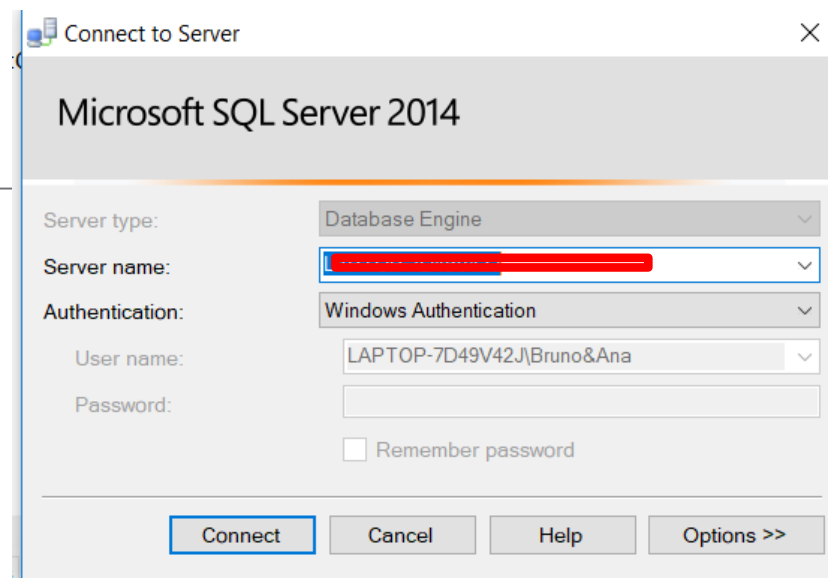 Connect to Server
Microsoft SQL Server 2014
Server type:
Database Engine
Server name:
Authentication:
Windows Authentication
User name:
LAPTOP-7D49V42J\Bruno&Ana
Password:
Remember password
Connect
Cancel
Help
Options >>